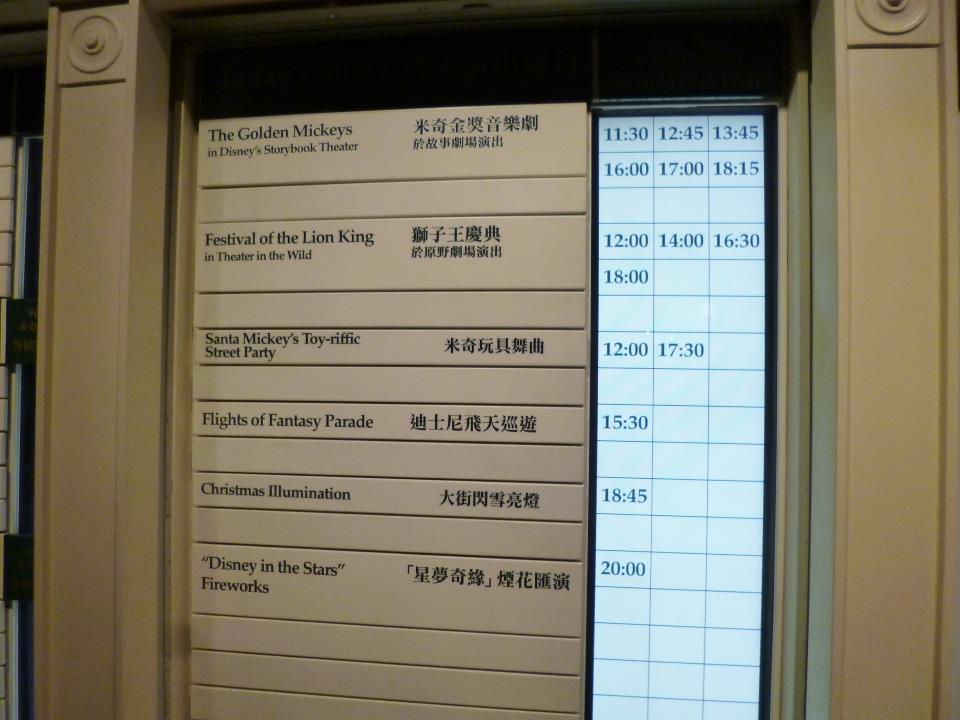 The Golden Mickeys 米奇金獎音樂劇 11:30 12:45 13:45
in Disney's Storybook Theater 於故事劇場演出
16:00 17:00 18:15
Festival of the Lion King 獅子王慶典 12:00 14:00 16:30
in Theater in the Wild 於原野劇場演出
18:00
Santa Mickey's Toy-riffic
Street Party 米奇玩具舞曲 12:00 17:30
Flights of Fantasy Parade 迪士尼飛天巡遊 15:30
Christmas Illumination 大街閃雪亮燈 18:45
"Disney in the Stars" 「星夢奇緣」煙花匯演 20:00
Fireworks